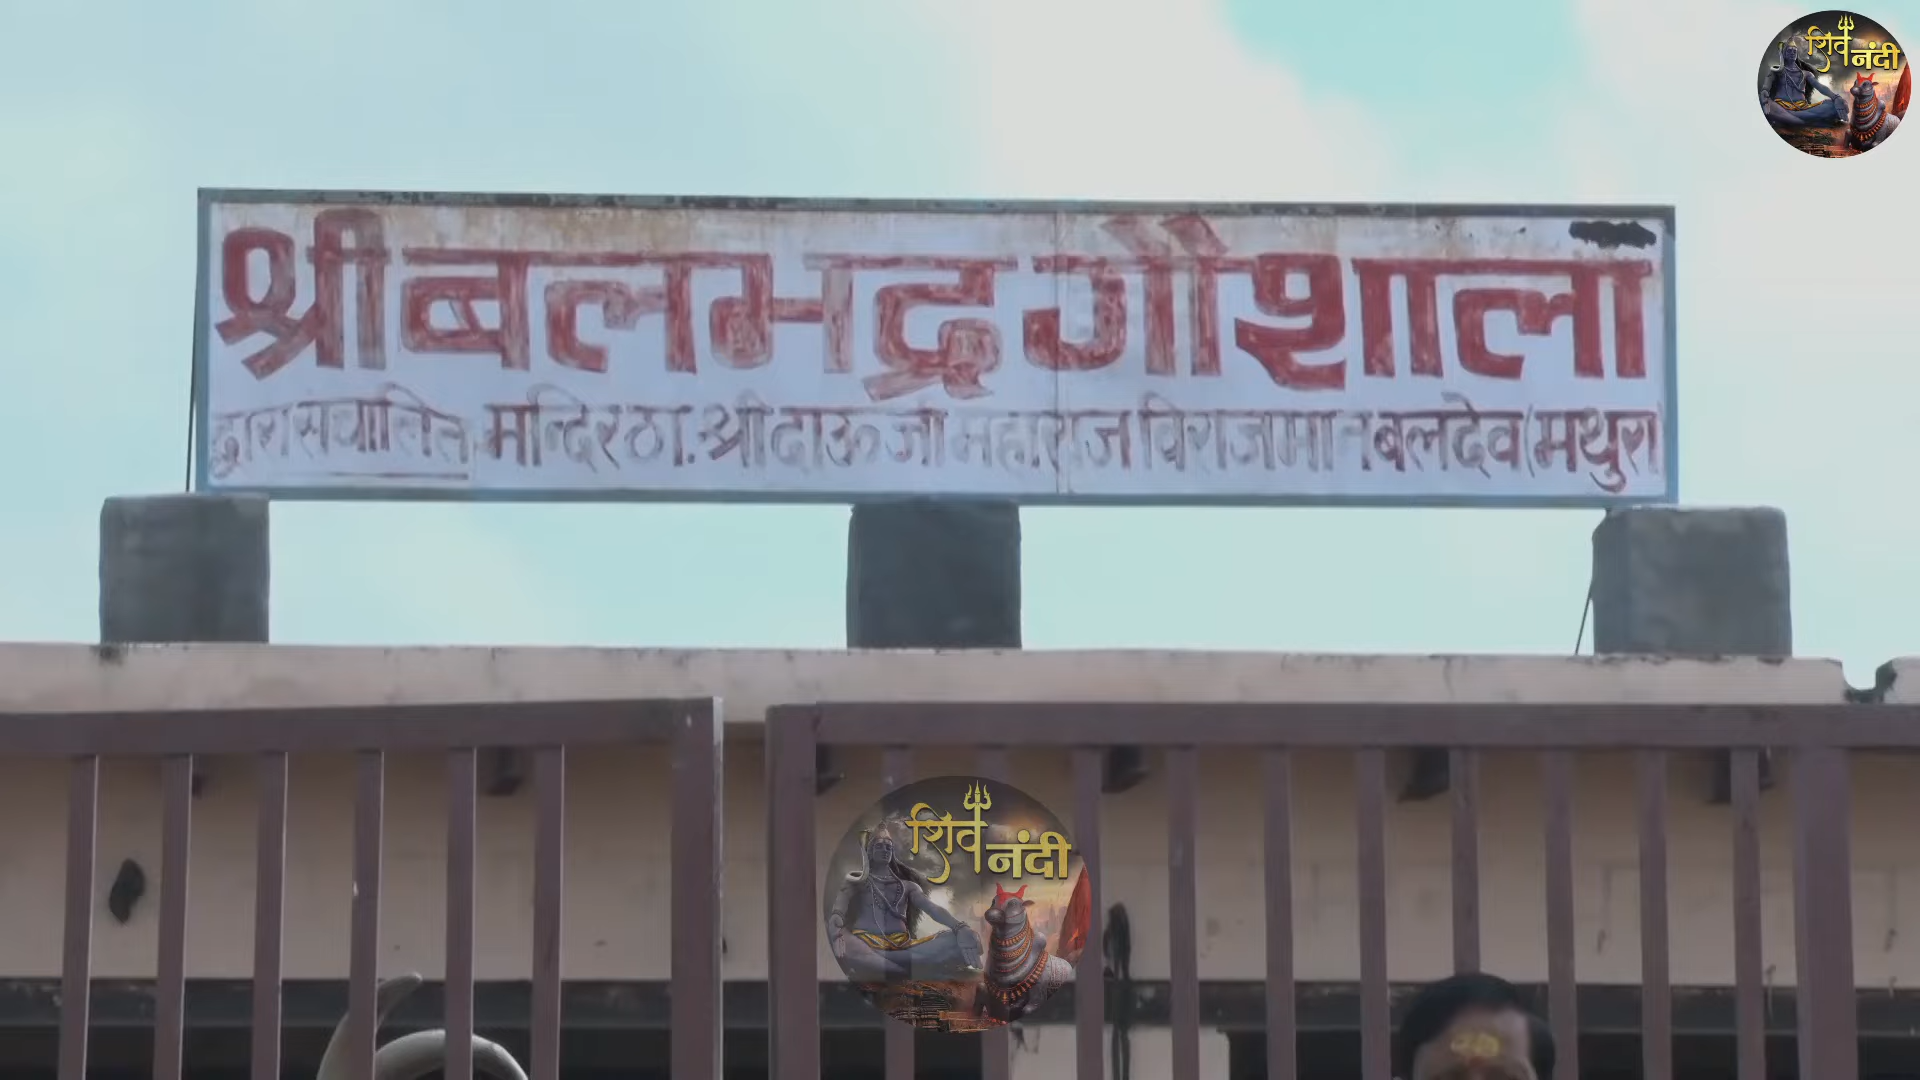 शिव नंदी
श्री बलभद्र गौशाला
द्वारा संचालित, मन्दिर ठा. श्री दाऊ जी महाराज विराजमान बलदेव (मथुरा)
शिव नंदी